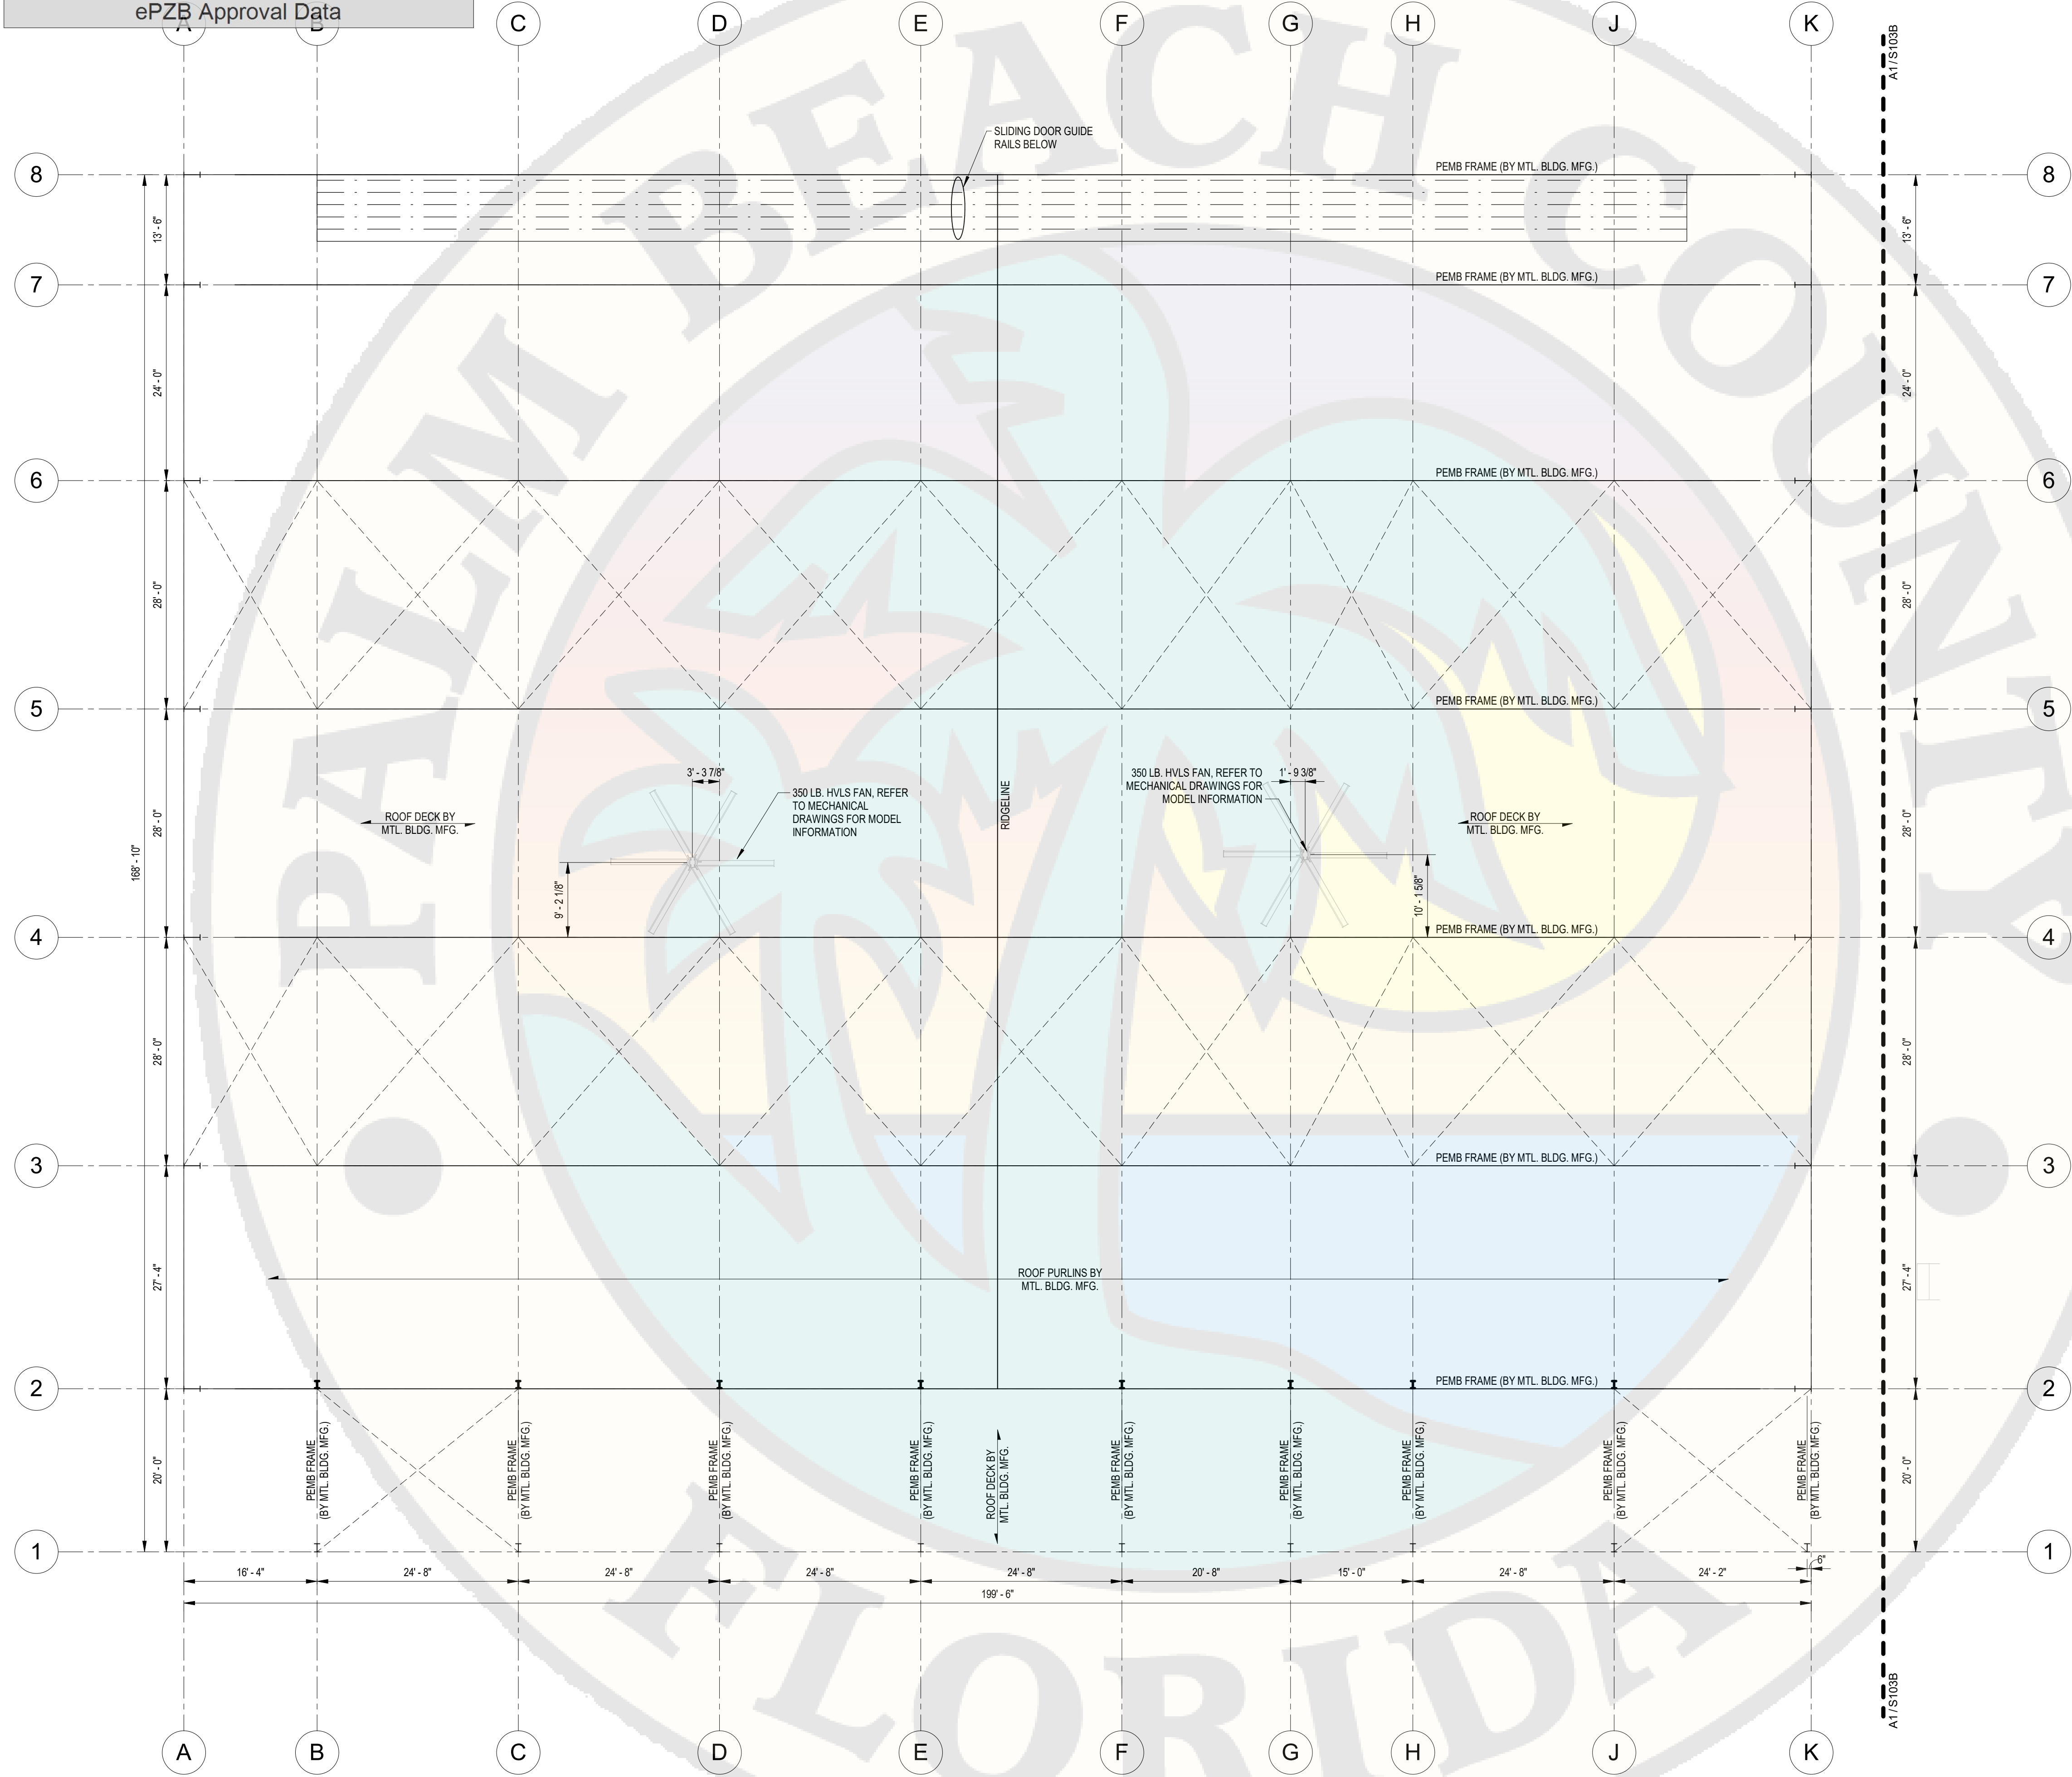 ePZB Approval Data
A
B
C
D
E
F
G
H
J
K
A1 / S103B
SLIDING DOOR GUIDE
RAILS BELOW
8
PEMB FRAME (BY MTL. BLDG. MFG.)
8
13' - 6"
13' - 6"
7
PEMB FRAME (BY MTL. BLDG. MFG.)
7
24' - 0"
24' - 0"
6
PEMB FRAME (BY MTL. BLDG. MFG.)
6
28' - 0"
28' - 0"
5
PEMB FRAME (BY MTL. BLDG. MFG.)
5
3' - 3 7/8"
350 LB. HVLS FAN, REFER
TO MECHANICAL
DRAWINGS FOR MODEL
INFORMATION
RIDGELINE
350 LB. HVLS FAN, REFER TO
MECHANICAL DRAWINGS FOR
MODEL INFORMATION
1' - 9 3/8"
ROOF DECK BY
MTL. BLDG. MFG.
ROOF DECK BY
MTL. BLDG. MFG.
28' - 0"
28' - 0"
168' - 10"
9' - 2 1/8"
10' - 1 5/8"
4
PEMB FRAME (BY MTL. BLDG. MFG.)
4
28' - 0"
28' - 0"
3
PEMB FRAME (BY MTL. BLDG. MFG.)
3
27' - 4"
ROOF PURLINS BY
MTL. BLDG. MFG.
27' - 4"
2
PEMB FRAME (BY MTL. BLDG. MFG.)
2
20' - 0"
PEMB FRAME
(BY MTL. BLDG. MFG.)
PEMB FRAME
(BY MTL. BLDG. MFG.)
PEMB FRAME
(BY MTL. BLDG. MFG.)
PEMB FRAME
(BY MTL. BLDG. MFG.)
ROOF DECK BY
MTL. BLDG. MFG.
PEMB FRAME
(BY MTL. BLDG. MFG.)
PEMB FRAME
(BY MTL. BLDG. MFG.)
PEMB FRAME
(BY MTL. BLDG. MFG.)
PEMB FRAME
(BY MTL. BLDG. MFG.)
PEMB FRAME
(BY MTL. BLDG. MFG.)
20' - 0"
1
1
16' - 4"
24' - 8"
24' - 8"
24' - 8"
24' - 8"
20' - 8"
15' - 0"
24' - 8"
24' - 2"
6"
199' - 6"
A1 / S103B
A
B
C
D
E
F
G
H
J
K
PALM BEACH COUNTY
FLORIDA